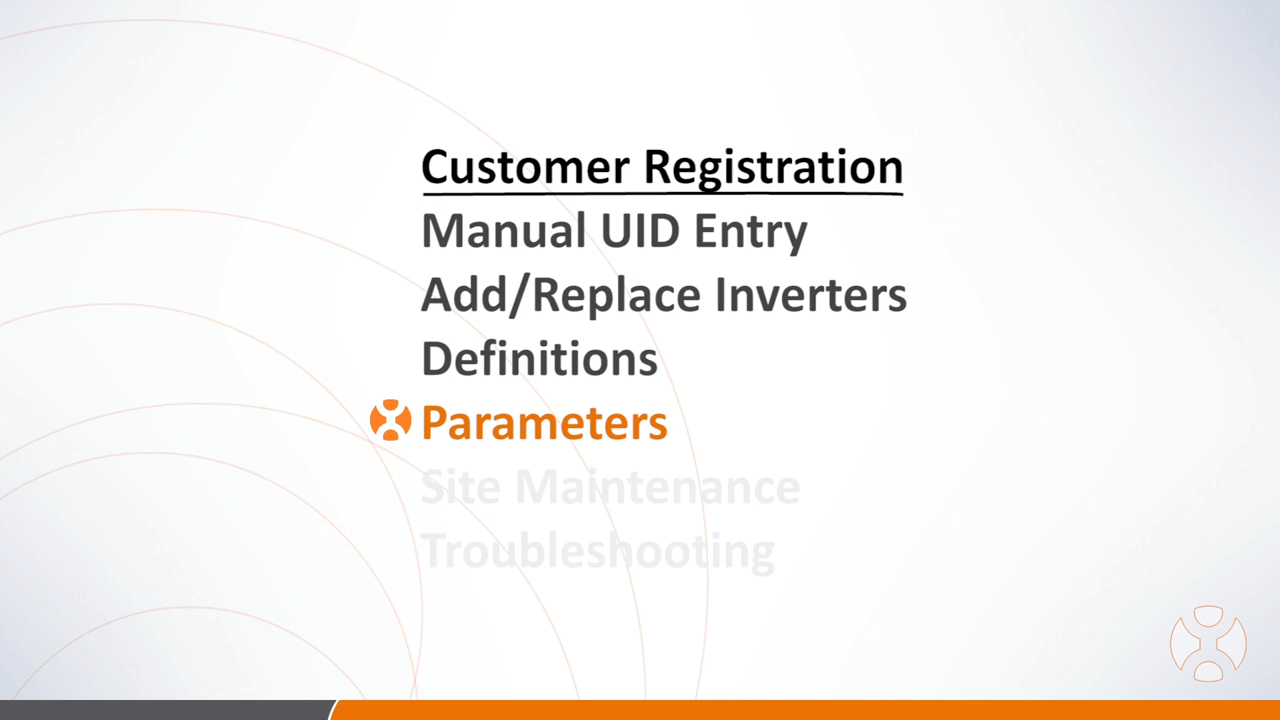 Customer Registration
Manual UID Entry
Add/Replace Inverters
Definitions
Parameters
Site Maintenance
Troubleshooting